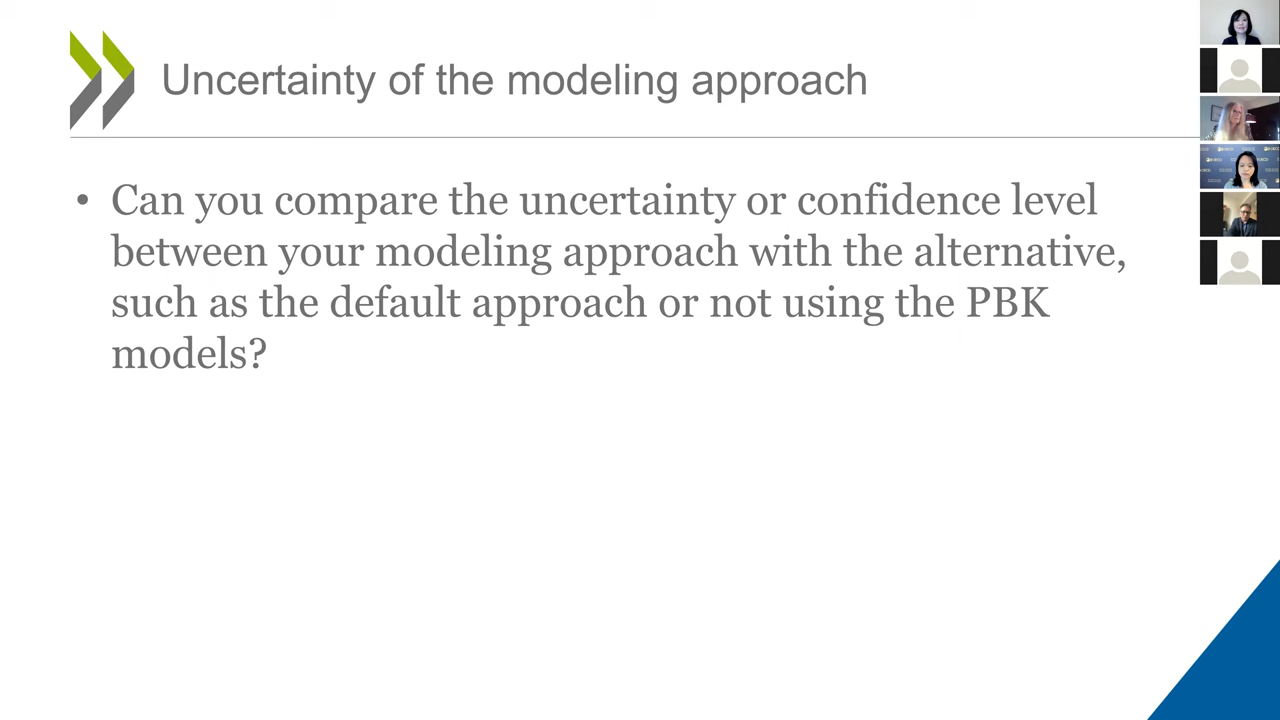 Uncertainty of the modeling approach
• Can you compare the uncertainty or confidence level
between your modeling approach with the alternative,
such as the default approach or not using the PBK
models?